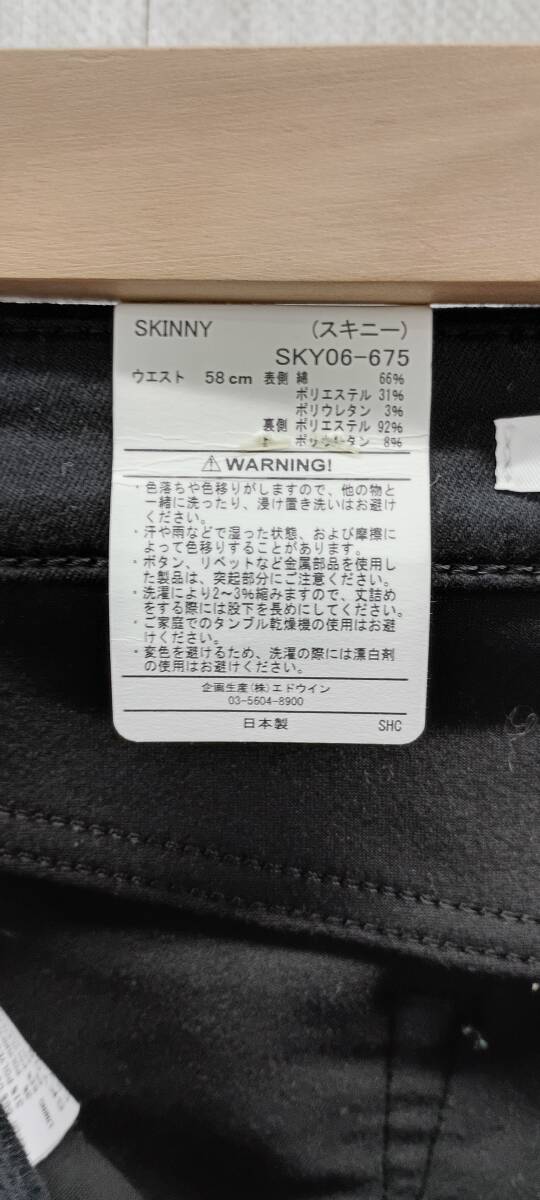 SKINNY (スキニー)
SKY06-675
ウエスト 58cm 表側 綿 66%
ポリエステル 31%
ポリウレタン 3%
裏側 ポリエステル 92%
ポリウレタン 8%
⚠WARNING!
・色落ちや色移りがしますので、他の物と
一緒に洗ったり、浸け置き洗いはお避け
ください。
・汗や雨などで湿った状態、および摩擦に
よって色移りすることがあります。
・ボタン、リベットなど金属部品を使用し
た製品は、突起部分にご注意ください。
・洗濯により2~3%縮みますので、丈詰め
をする際には股下を長めにしてください。
・ご家庭でのタンブル乾燥機の使用はお避
けください。
・変色を避けるため、洗濯の際には漂白剤
の使用はお避けください。
企画生産(株)エドウイン
03-5604-8900
日本製 SHC